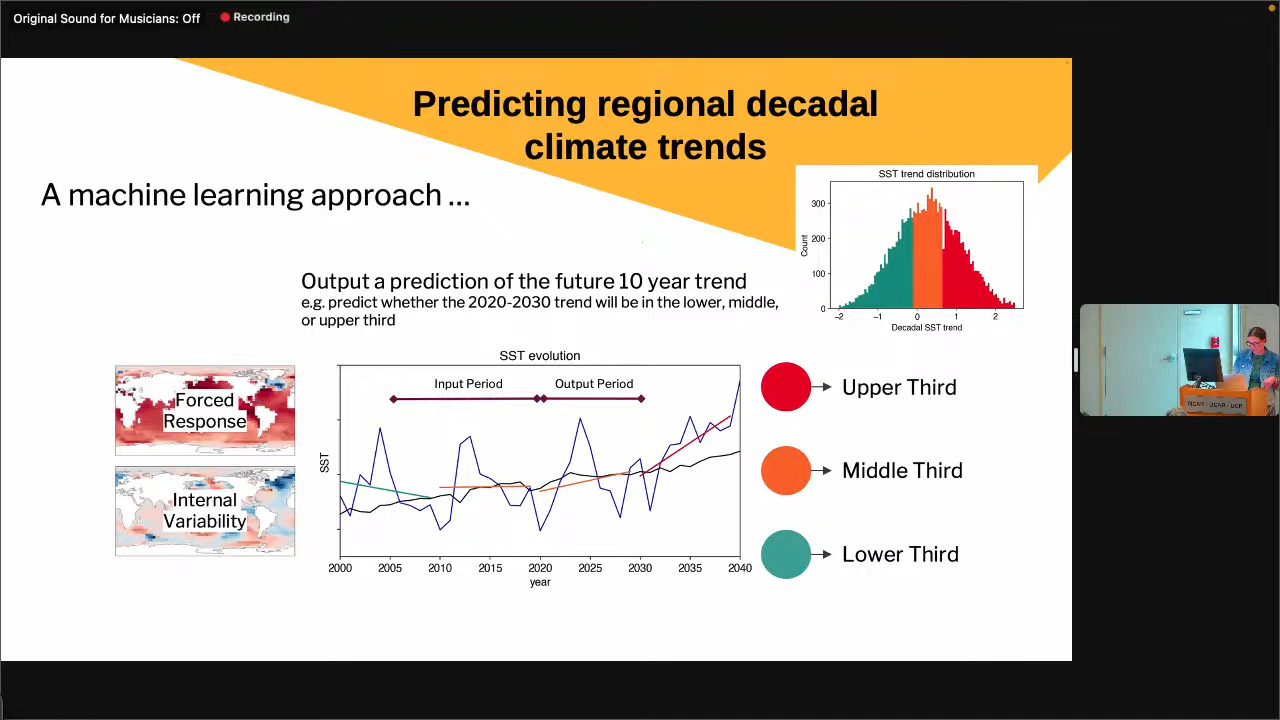 Original Sound for Musicians: Off
Recording
Predicting regional decadal
climate trends
A machine learning approach ...
SST trend distribution
Count
300
200
100
0
−2
−1
0
1
2
Decadal SST trend
Output a prediction of the future 10 year trend
e.g. predict whether the 2020-2030 trend will be in the lower, middle,
or upper third
Forced
Response
Internal
Variability
SST evolution
Input Period
Output Period
SST
2000
2005
2010
2015
2020
2025
2030
2035
2040
year
Upper Third
Middle Third
Lower Third
NCAR - UCAR - UCP